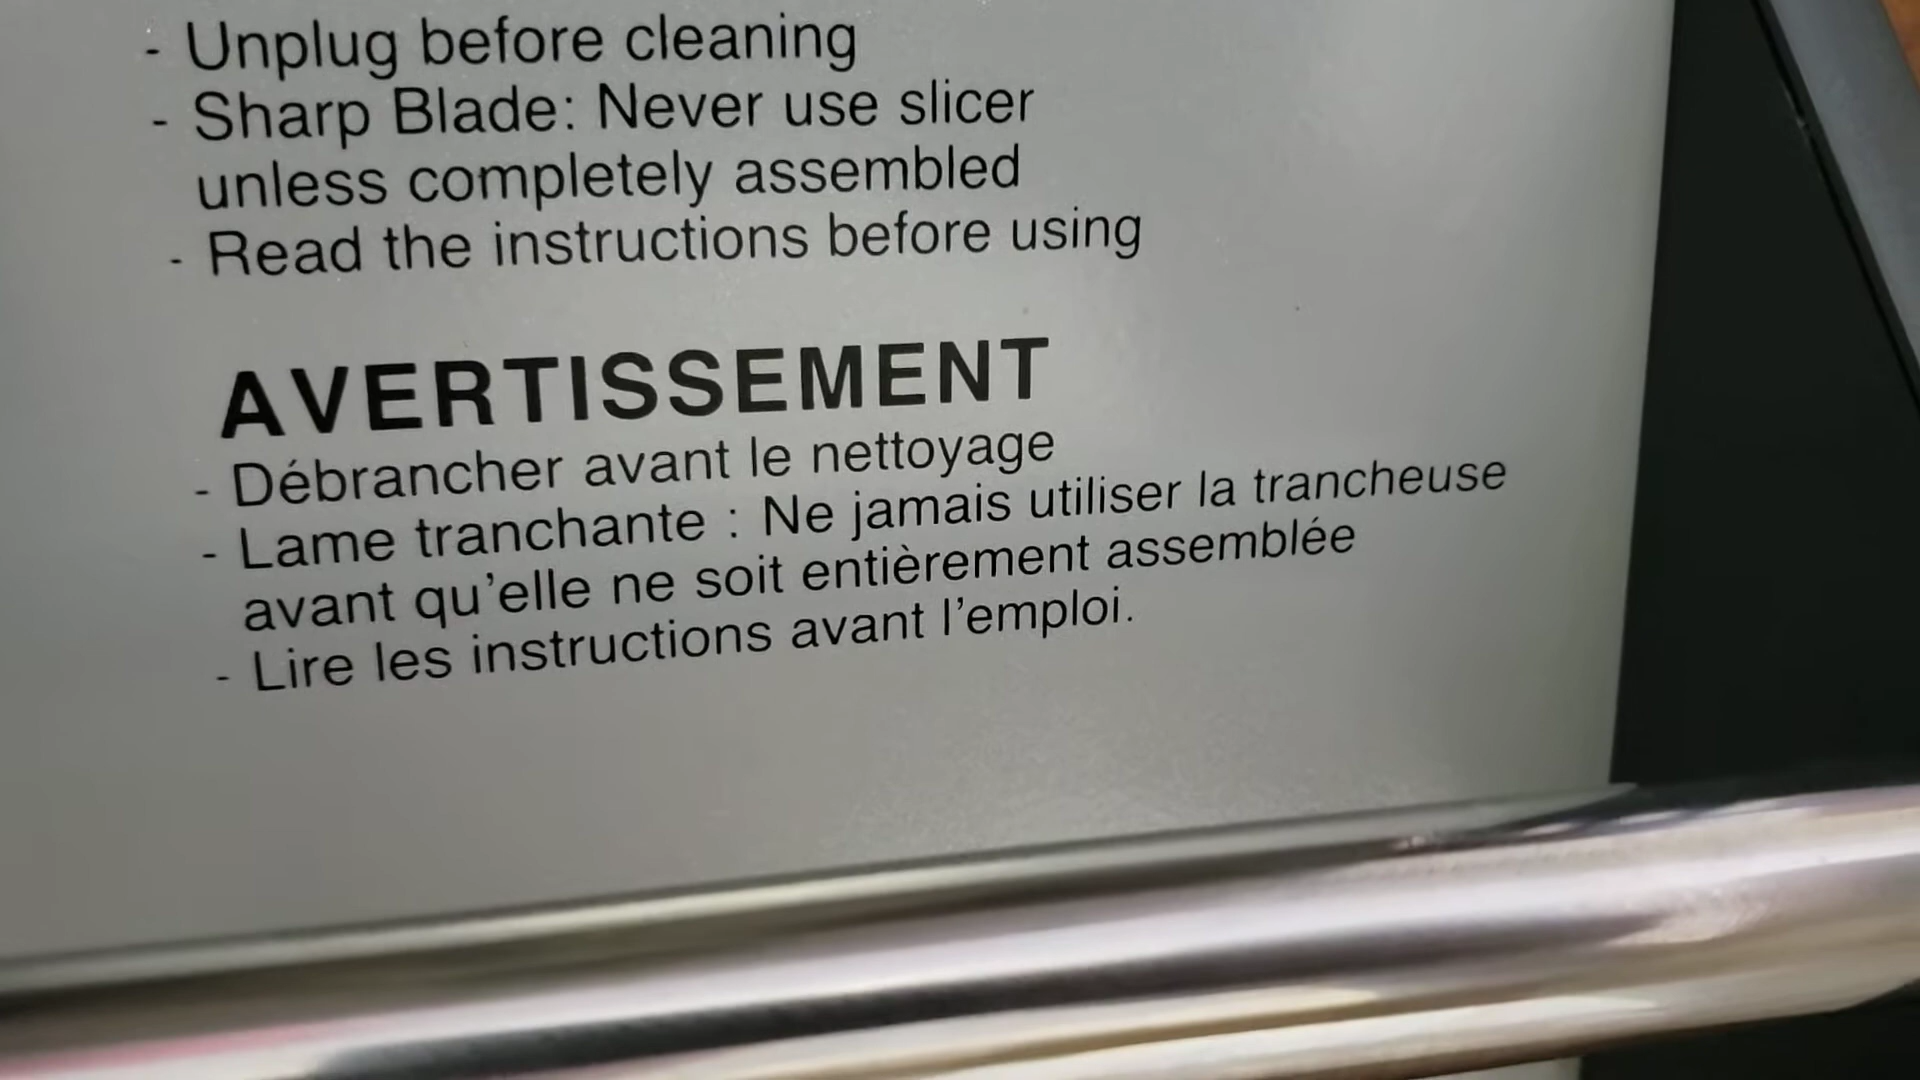 - Unplug before cleaning
- Sharp Blade: Never use slicer
unless completely assembled
- Read the instructions before using
AVERTISSEMENT
- Débrancher avant le nettoyage
- Lame tranchante : Ne jamais utiliser la trancheuse
avant qu'elle ne soit entièrement assemblée
- Lire les instructions avant l'emploi.